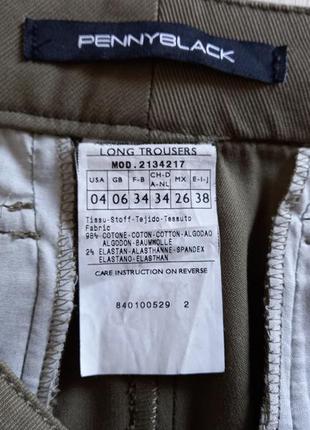 PENNYBLACK
LONG TROUSERS
MOD.2134217
USA GB F-B CH-D A-NL MX E-I-J
04 06 34 34 26 38
Tissu-Stoff-Tejido-Tessuto
Fabric
98% COTONE-COTON-COTTON-ALGODAO
ALGODON-BAUMWOLLE
2% ELASTAN-ALASTHANNE-SPANDEX
ELASTANO-ELASTHAN
CARE INSTRUCTION ON REVERSE
840100529 2